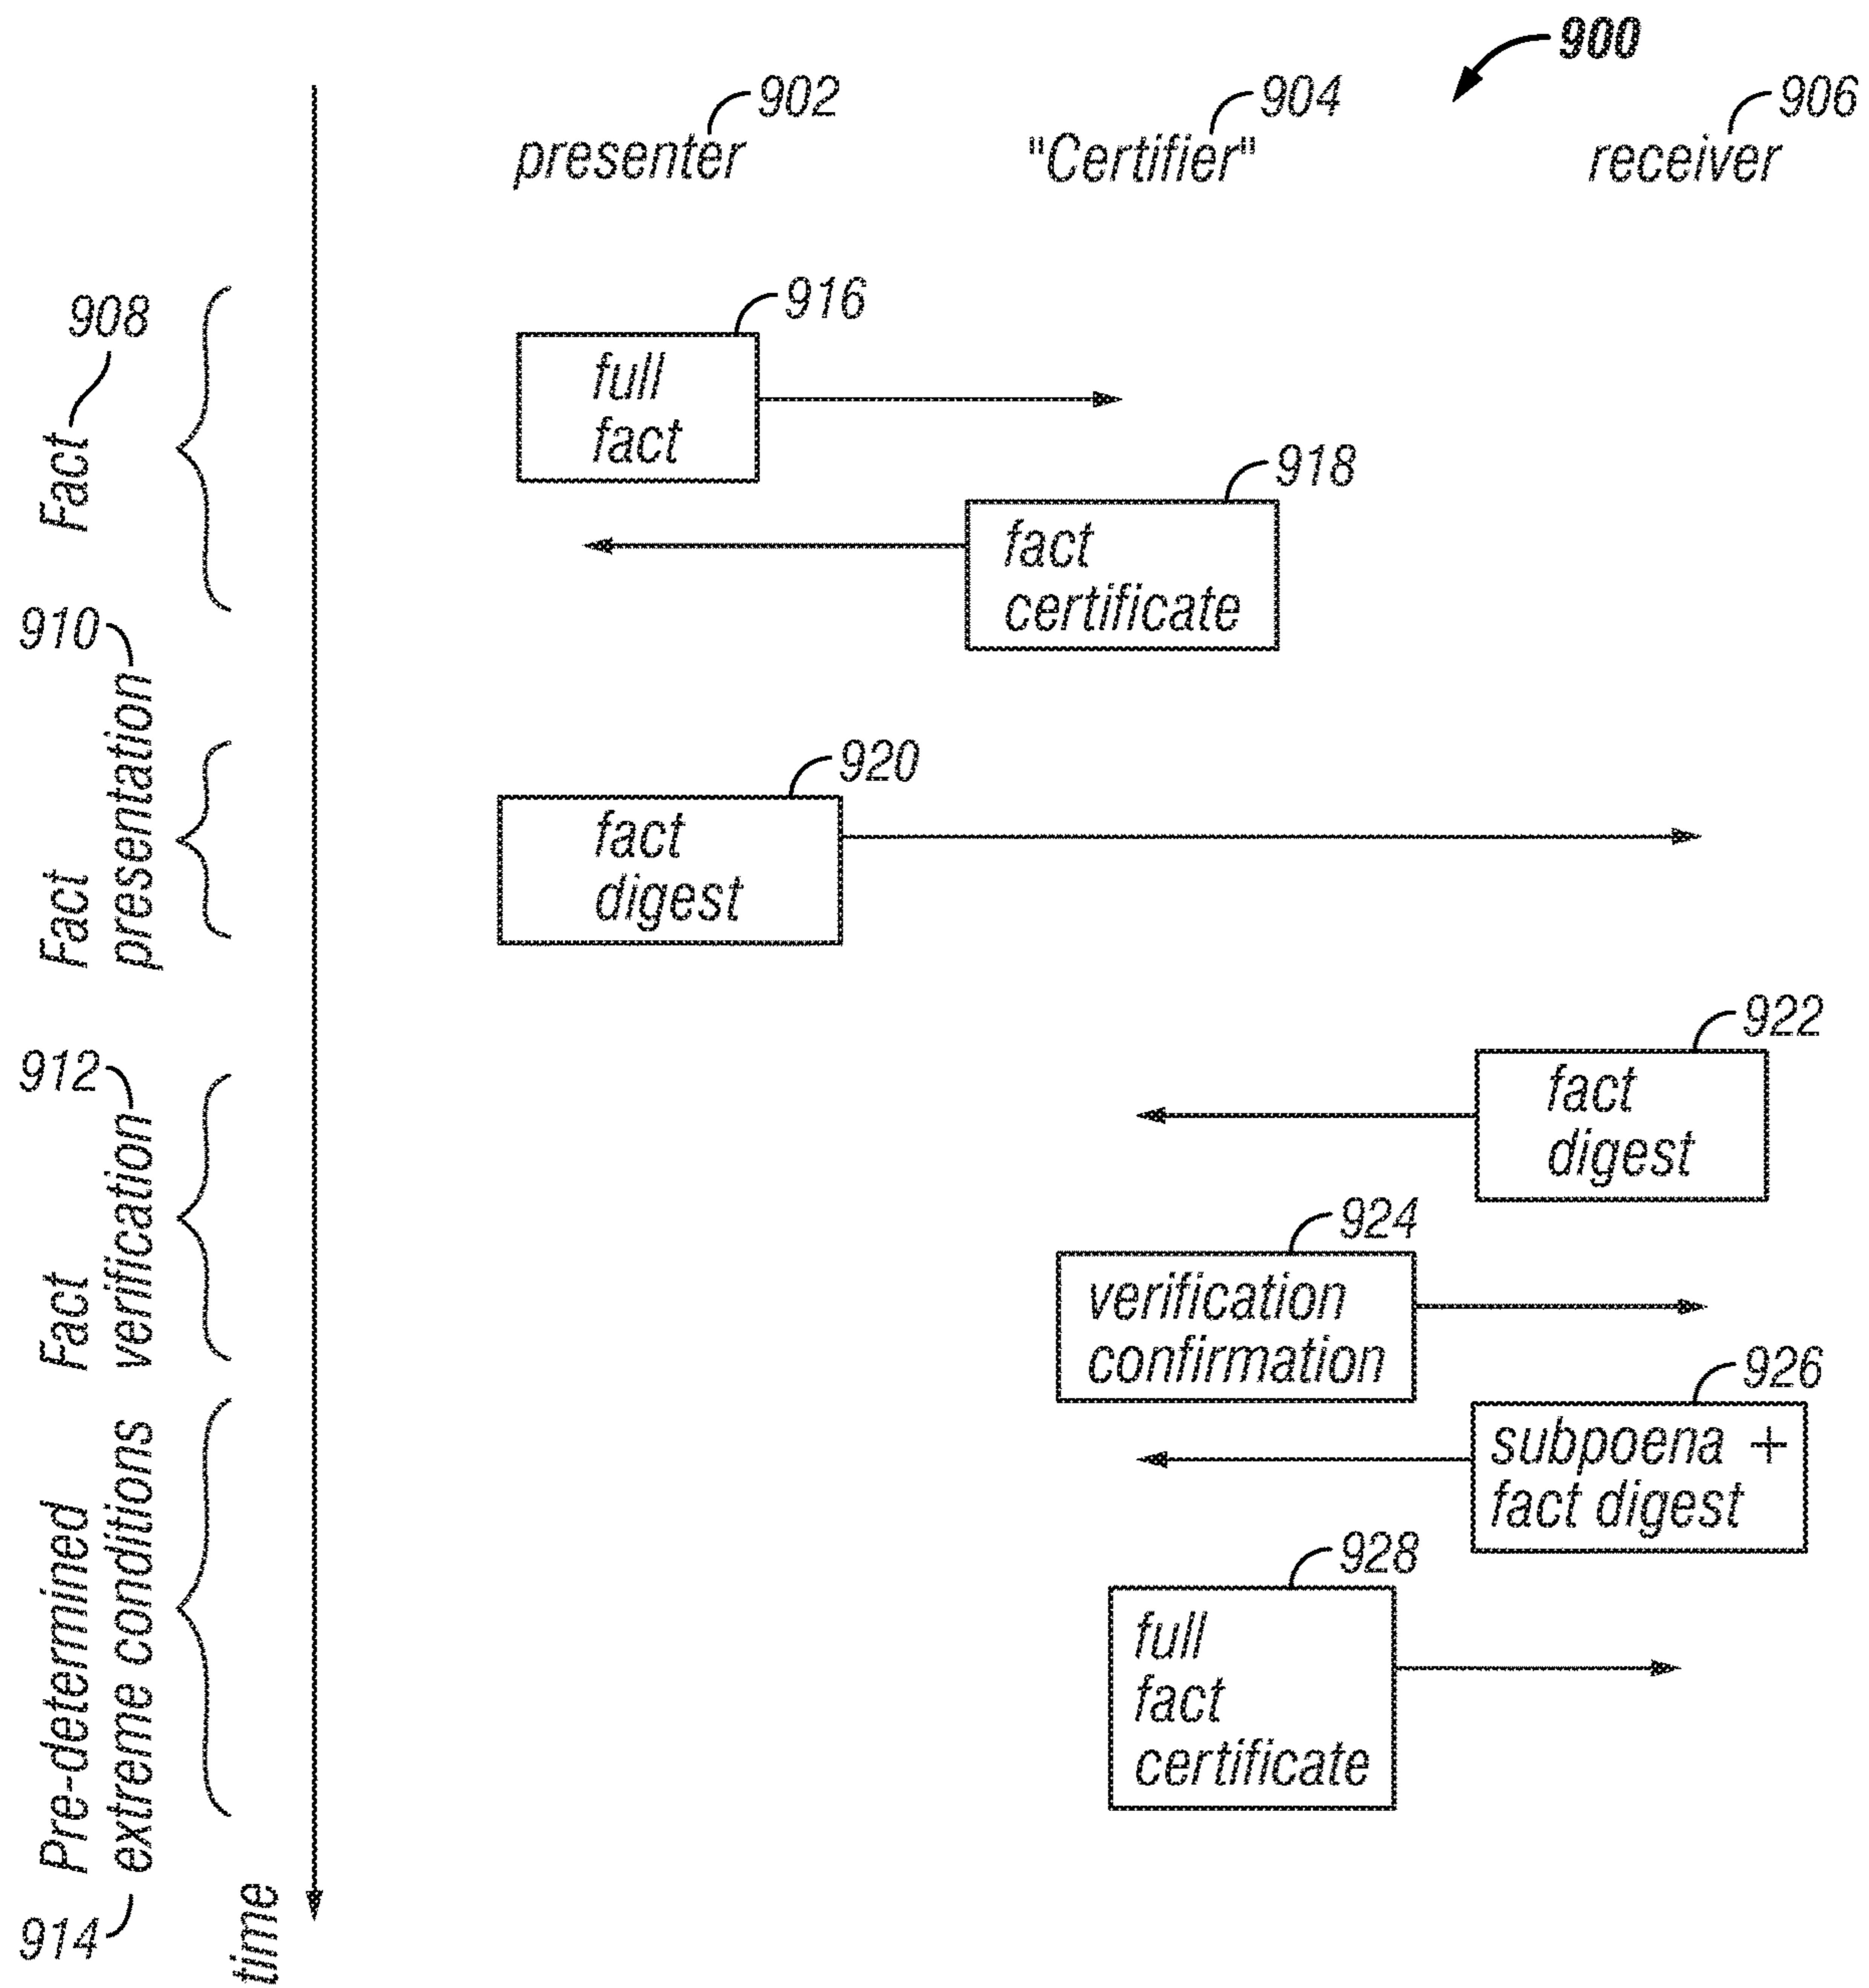 900
902
904
906
presenter
"Certifier"
receiver
908
Fact
916
full
fact
918
fact
certificate
910
Fact
presentation
920
fact
digest
912
Fact
verification
922
fact
digest
924
verification
confirmation
926
subpoena +
fact digest
914
Pre-determined
extreme conditions
928
full
fact
certificate
time